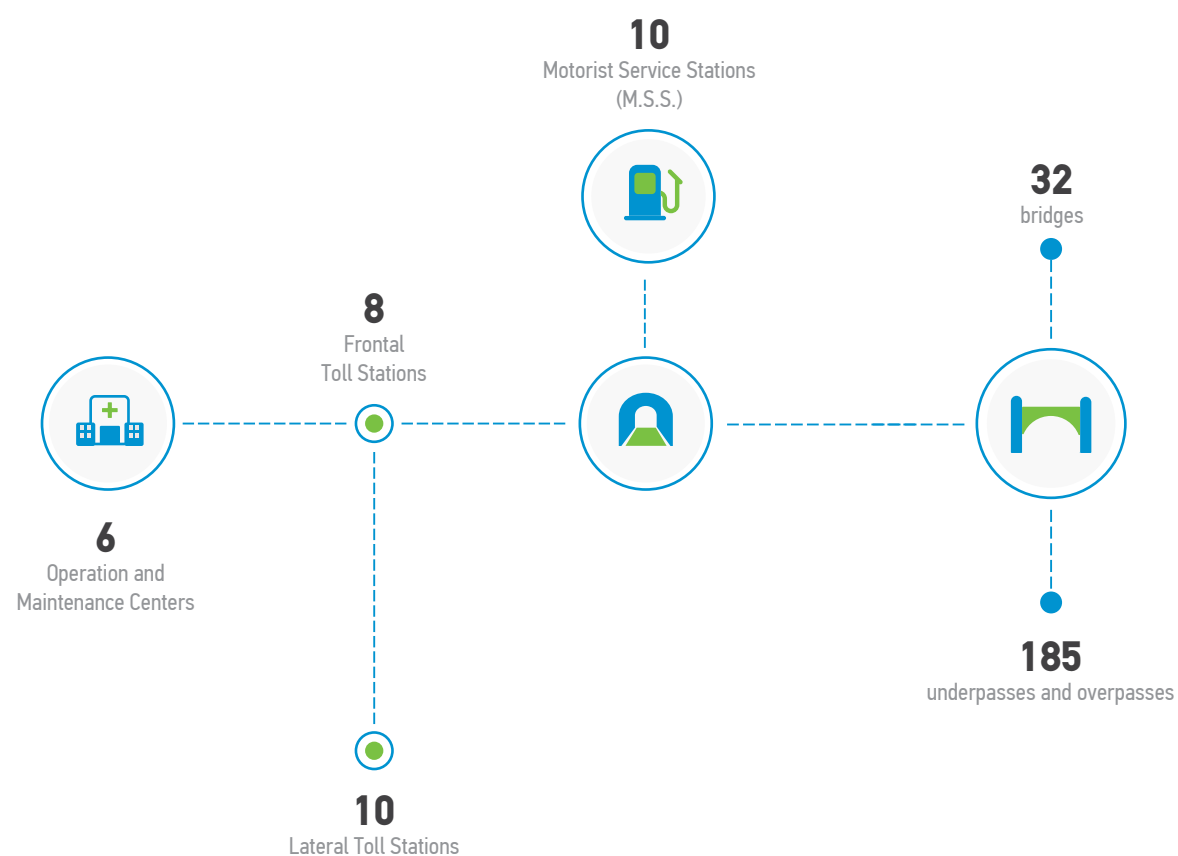 10
Motorist Service Stations
(M.S.S.)
32
bridges
8
Frontal
Toll Stations
6
Operation and
Maintenance Centers
185
underpasses and overpasses
10
Lateral Toll Stations